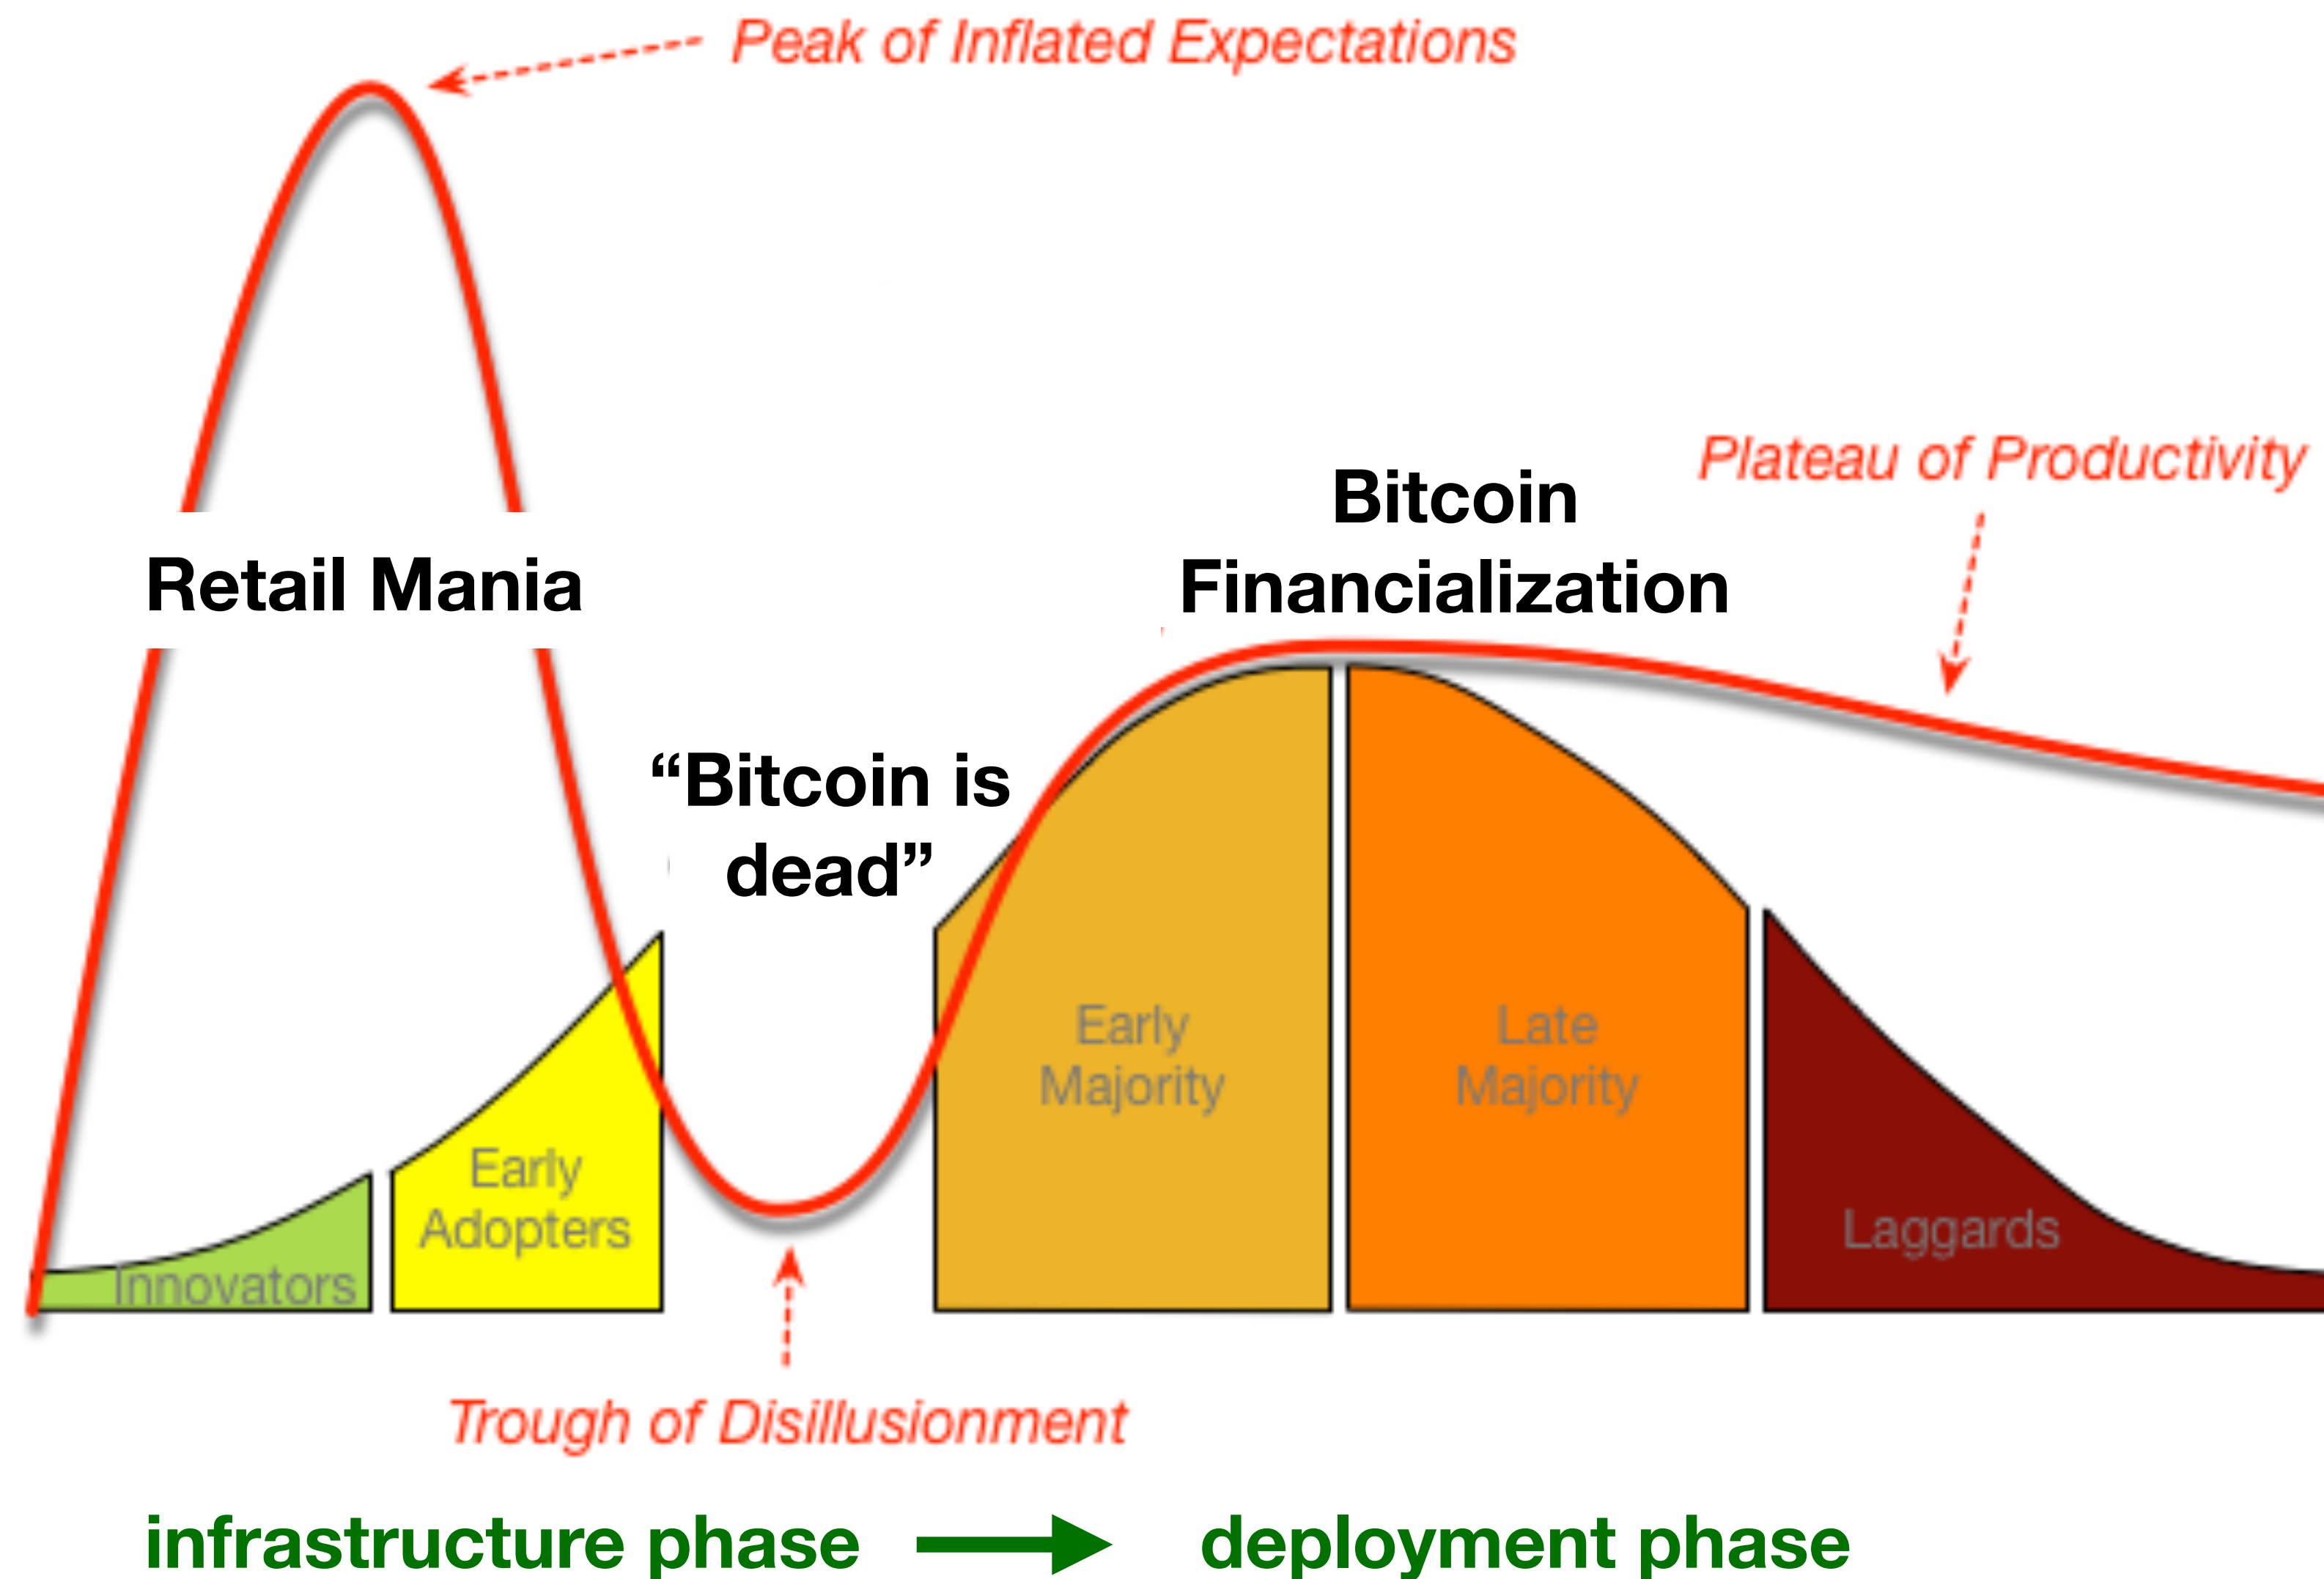 Peak of Inflated Expectations
Plateau of Productivity
Bitcoin
Financialization
Retail Mania
“Bitcoin is
dead”
Early
Majority
Late
Majority
Early
Adopters
Innovators
Laggards
Trough of Disillusionment
infrastructure phase
deployment phase